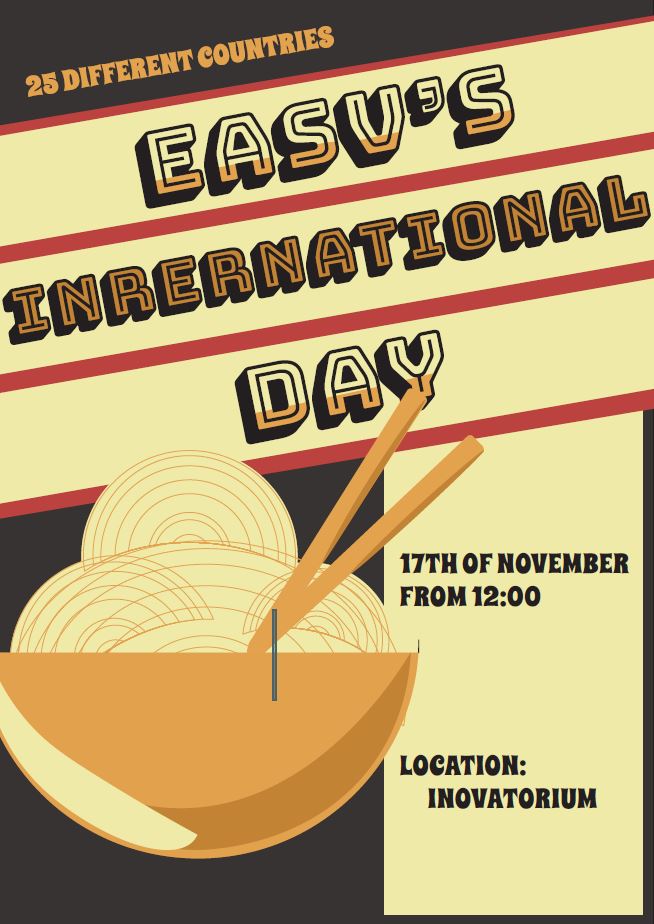 25 DIFFERENT COUNTRIES
EASV'S
INRERNATIONAL
DAY
17TH OF NOVEMBER
FROM 12:00
LOCATION:
INOVATORIUM